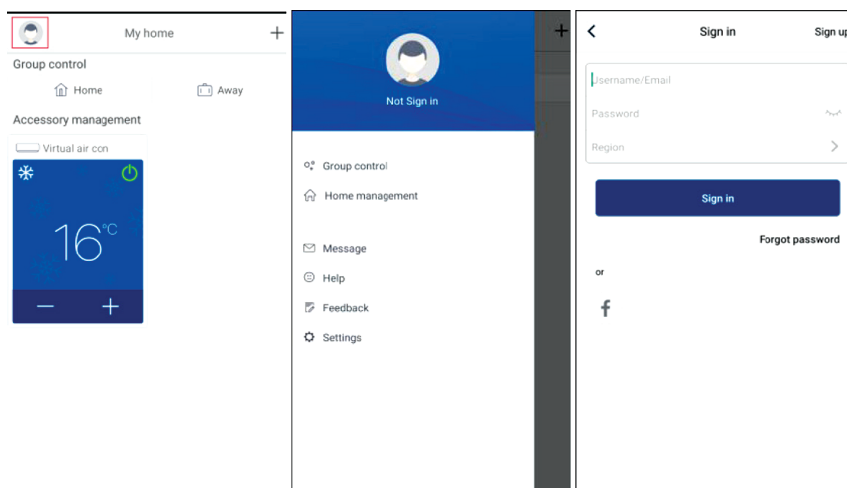 My home
+
Group control
Home
Away
Accessory management
Virtual air con
16°C
— +
+
Not Sign in
Group control
Home management
Message
Help
Feedback
Settings
Sign in
Sign up
Username/Email
Password
Region
Sign in
Forgot password
or
f